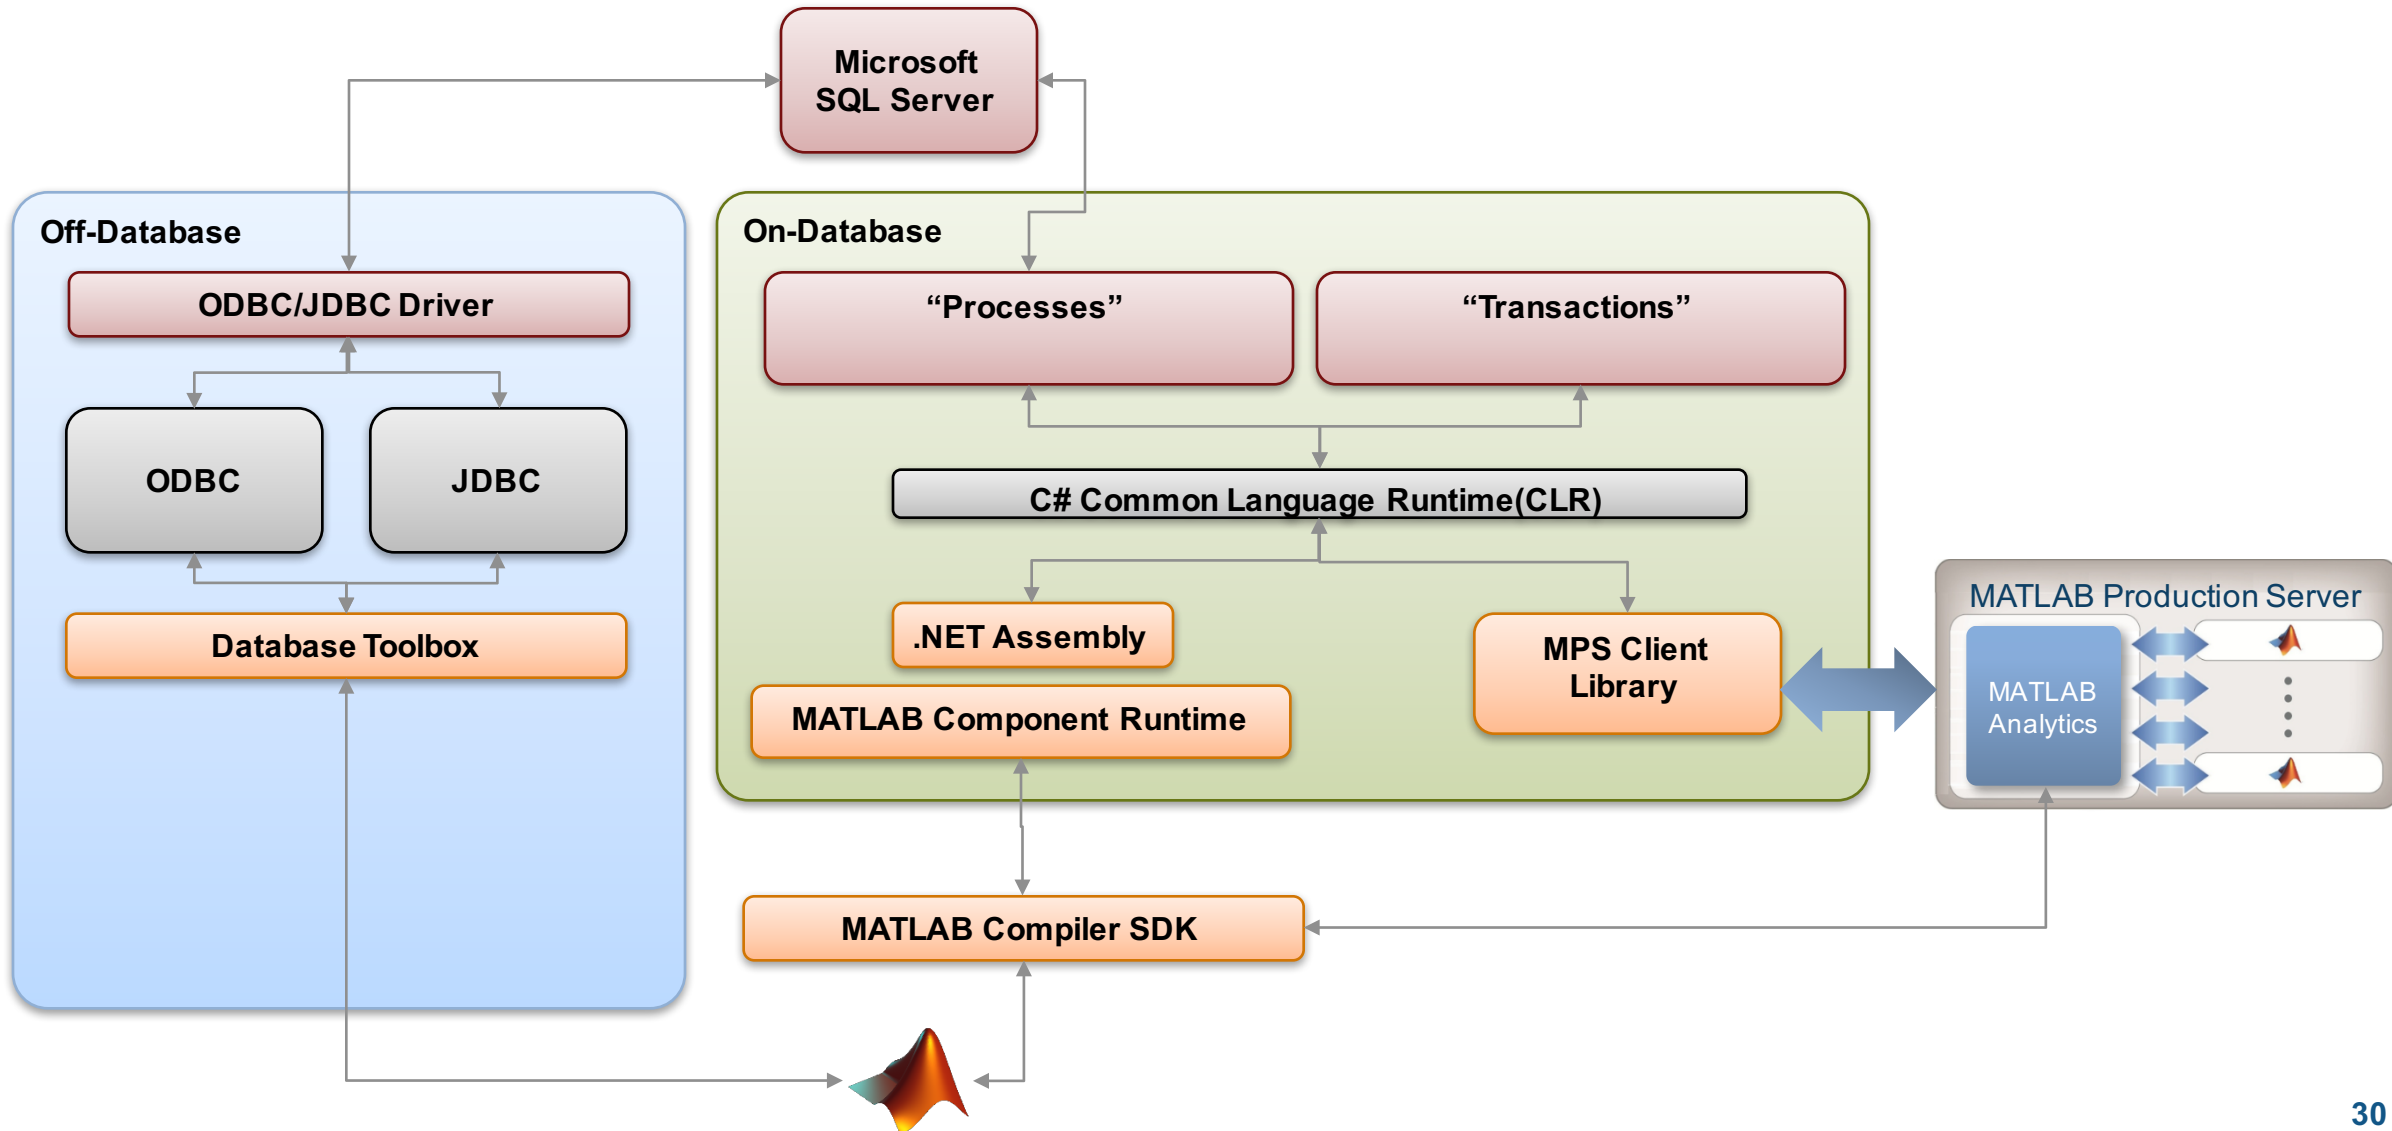 Microsoft
SQL Server
Off-Database
On-Database
ODBC/JDBC Driver
“Processes”
“Transactions”
ODBC
JDBC
C# Common Language Runtime(CLR)
Database Toolbox
.NET Assembly
MATLAB Component Runtime
MPS Client
Library
MATLAB Production Server
MATLAB
Analytics
MATLAB Compiler SDK
30